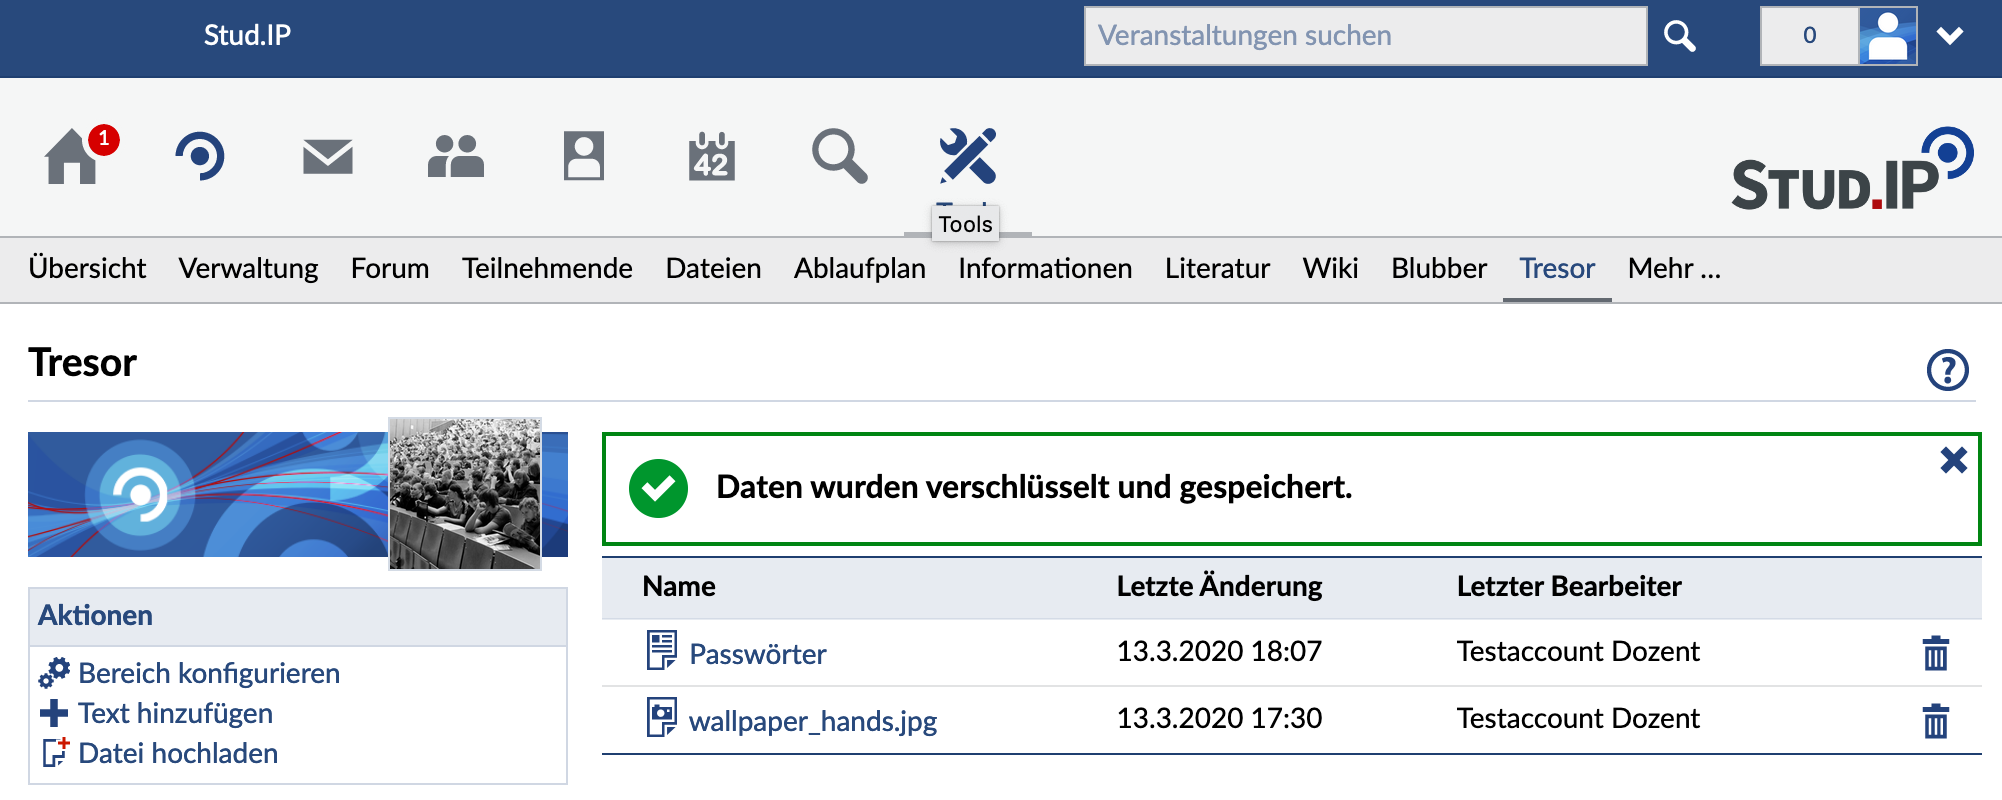 Stud.IP
Veranstaltungen suchen
0
1
42
Tools
STUD.IP
Übersicht Verwaltung Forum Teilnehmende Dateien Ablaufplan Informationen Literatur Wiki Blubber Tresor Mehr ...
Tresor
?
Daten wurden verschlüsselt und gespeichert.
Aktionen
Bereich konfigurieren
Text hinzufügen
Datei hochladen
Name Letzte Änderung Letzter Bearbeiter
Passwörter 13.3.2020 18:07 Testaccount Dozent
wallpaper_hands.jpg 13.3.2020 17:30 Testaccount Dozent